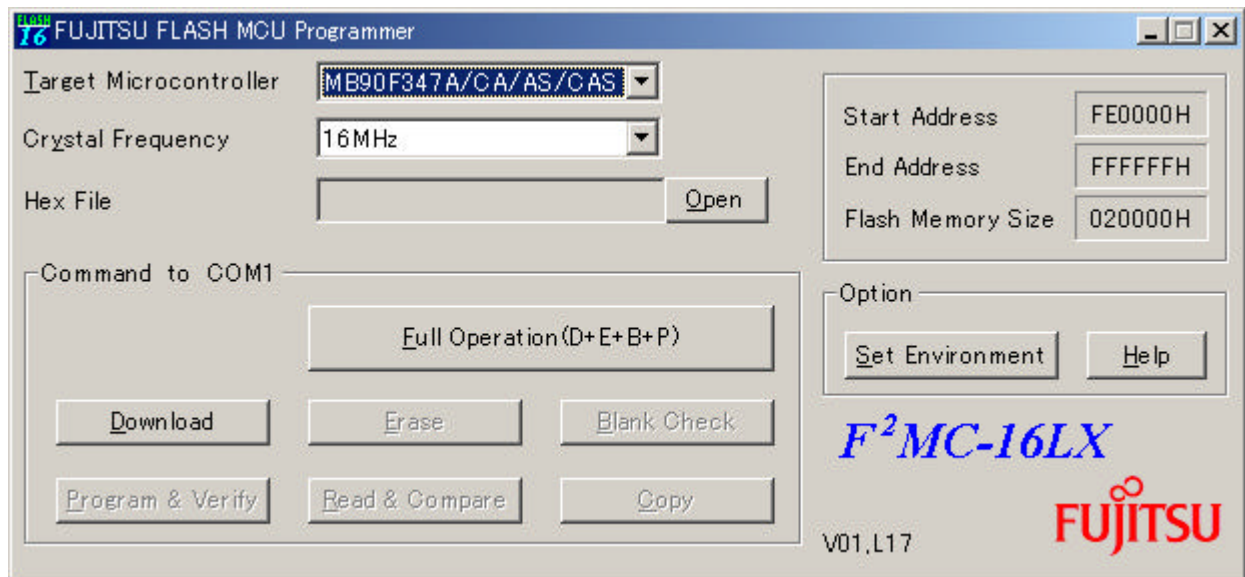 FLASH
16 FUJITSU FLASH MCU Programmer
Target Microcontroller MB90F347A/CA/AS/CAS
Crystal Frequency 16MHz
Hex File Open
Start Address FE0000H
End Address FFFFFFH
Flash Memory Size 020000H
Command to COM1
Full Operation(D+E+B+P)
Download Erase Blank Check
Program & Verify Read & Compare Copy
Option
Set Environment Help
F²MC-16LX
FUJITSU
V01,L17